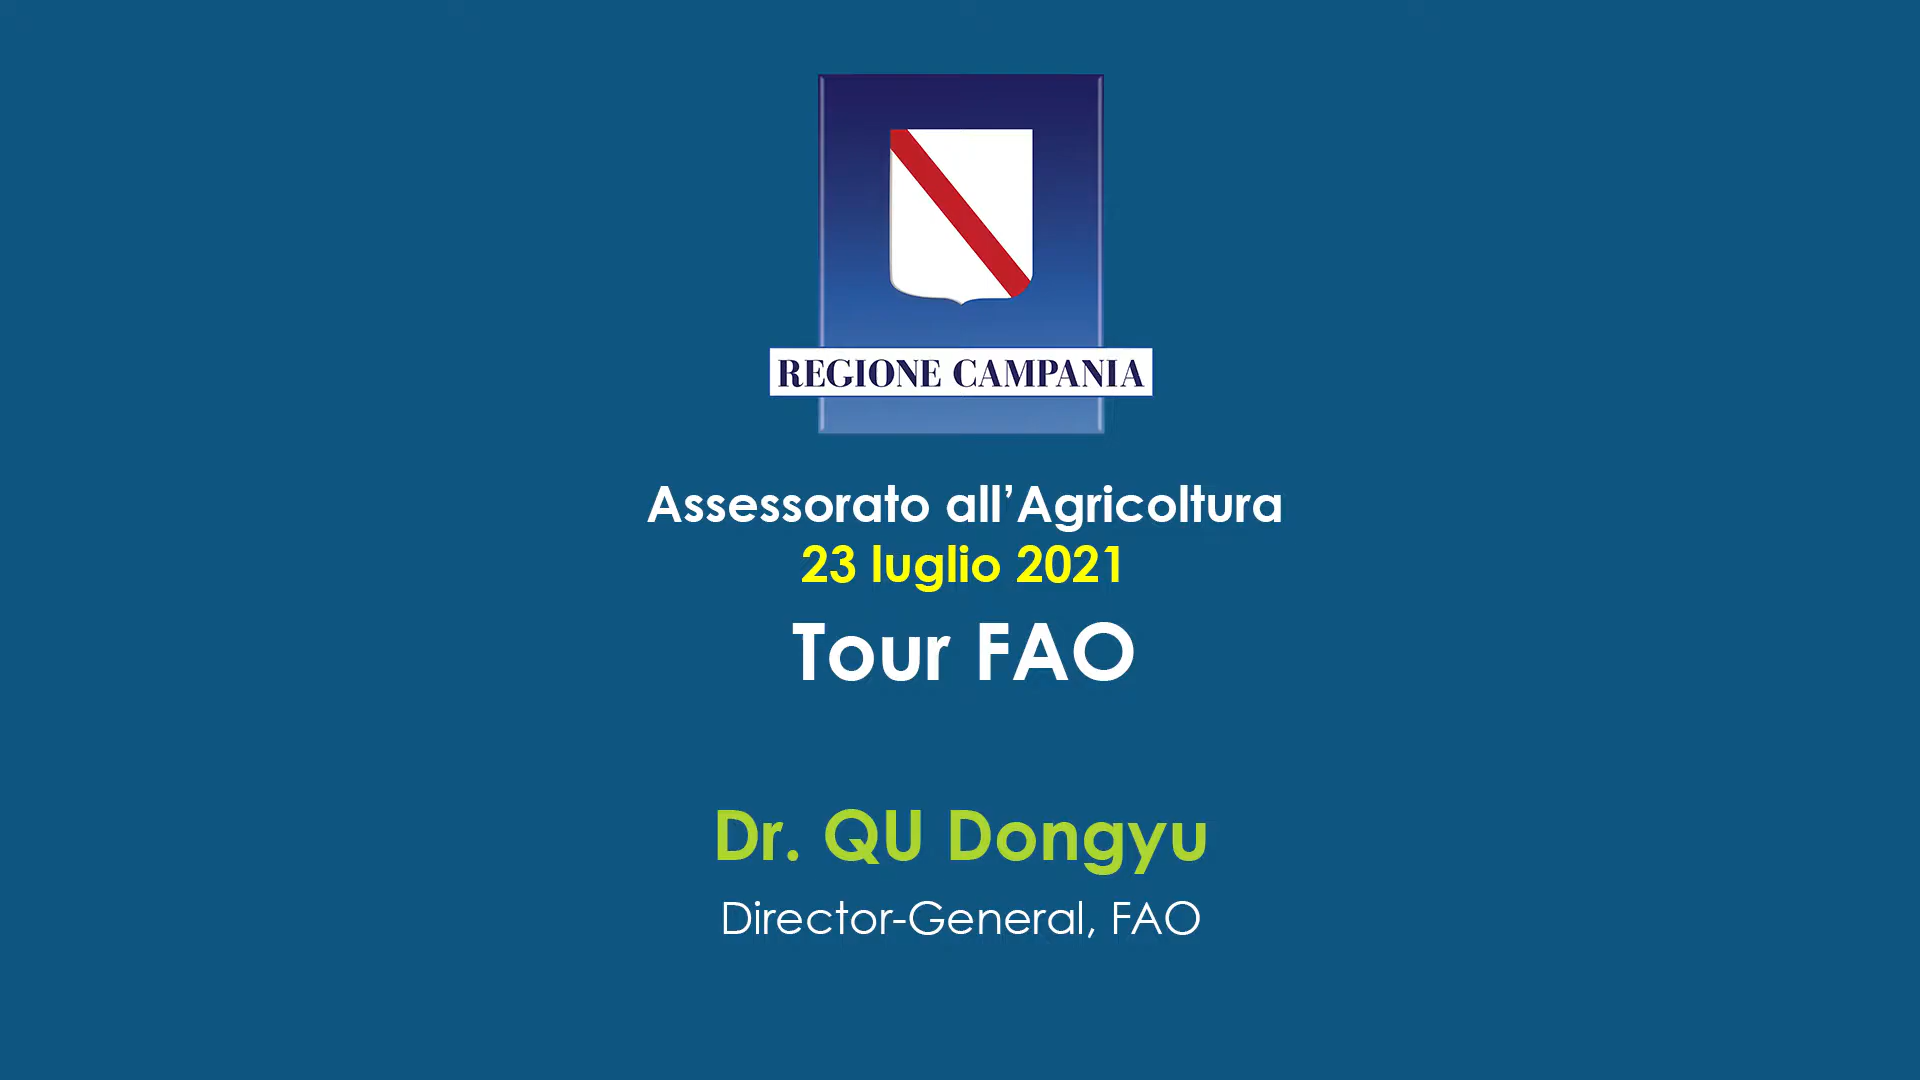 REGIONE CAMPANIA
Assessorato all’Agricoltura
23 luglio 2021
Tour FAO
Dr. QU Dongyu
Director-General, FAO